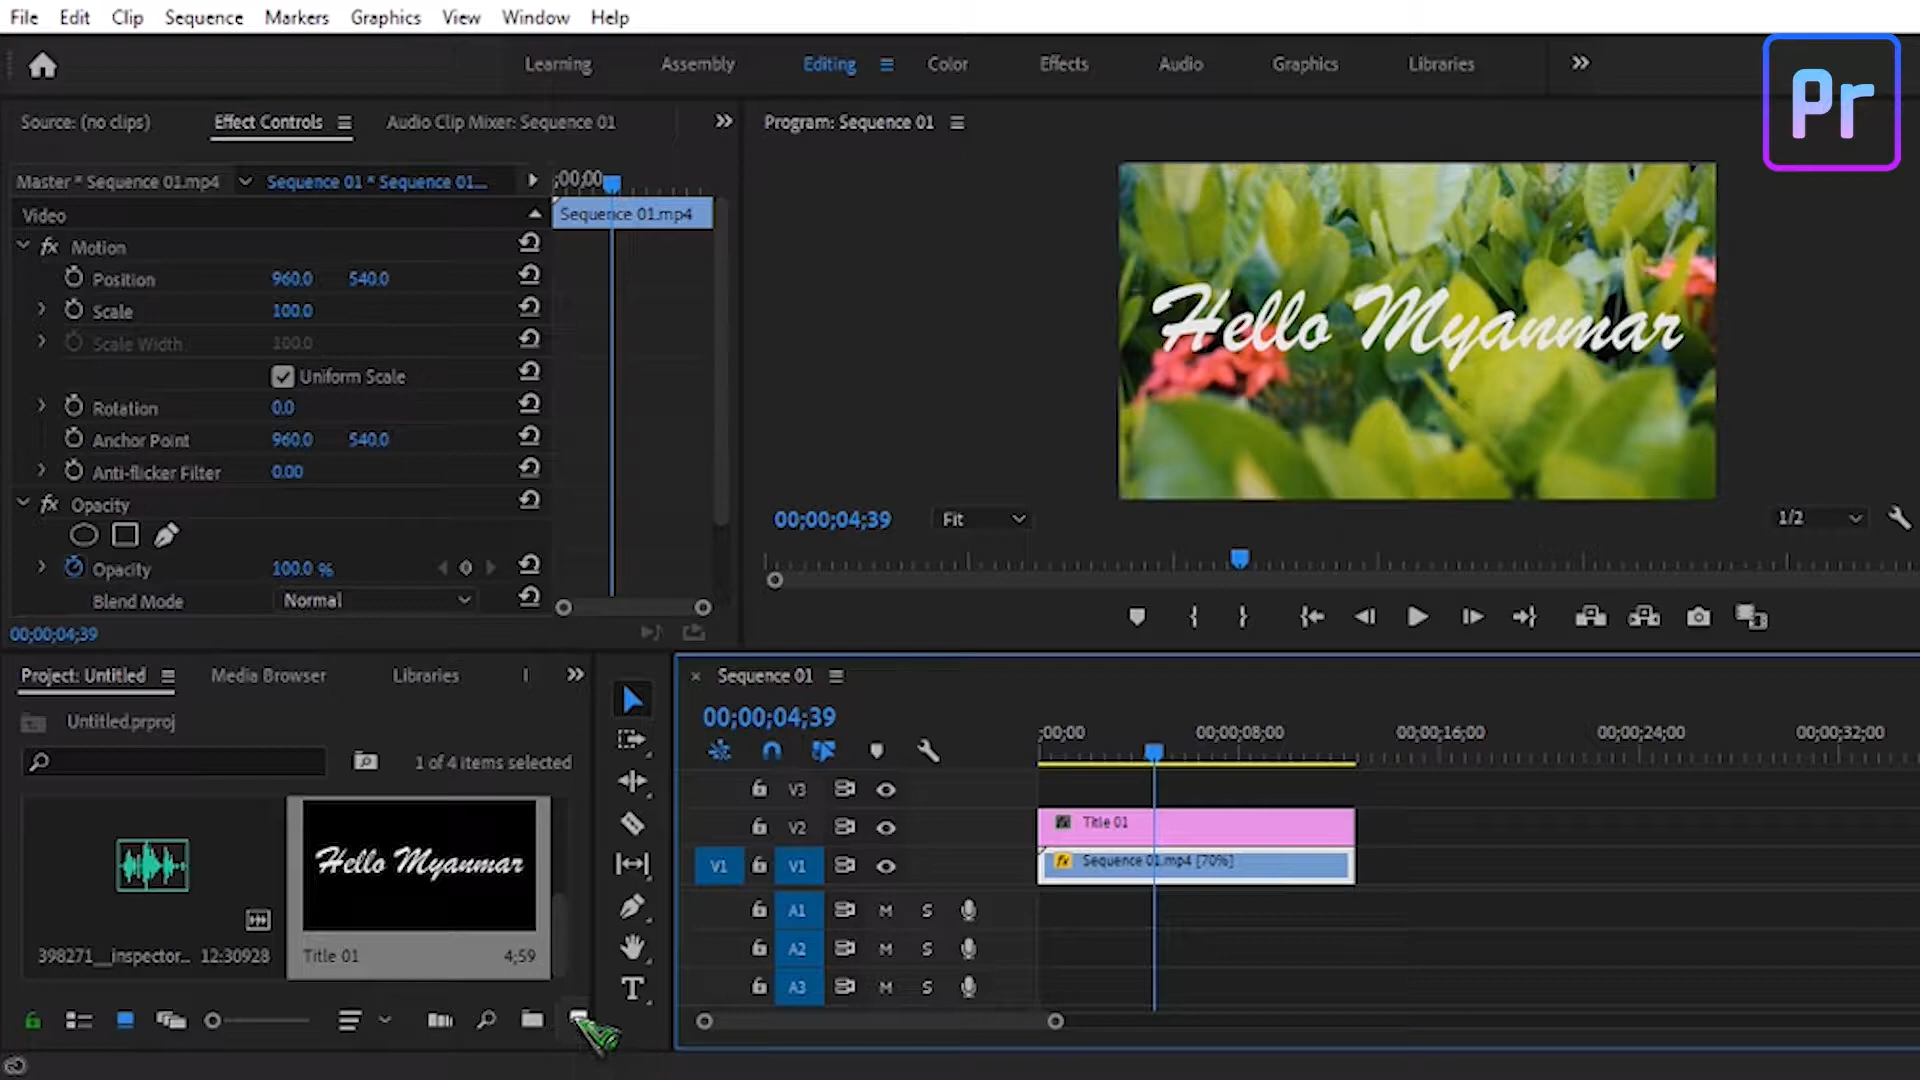 File Edit Clip Sequence Markers Graphics View Window Help
Learning Assembly Editing Color Effects Audio Graphics Libraries
Pr
Source: (no clips) Effect Controls Audio Clip Mixer: Sequence 01
Program: Sequence 01
Master * Sequence 01.mp4 Sequence 01 * Sequence 01...
;00;00
Video
Sequence 01.mp4
fx Motion
Position 960.0 540.0
Scale 100.0
Scale Width 100.0
Uniform Scale
Rotation 0.0
Anchor Point 960.0 540.0
Anti-flicker Filter 0.00
fx Opacity
Opacity 100.0 %
Blend Mode Normal
00;00;04;39
Hello Myanmar
00;00;04;39 Fit 1/2
Project: Untitled Media Browser Libraries
Untitled.prproj
1 of 4 items selected
398271__inspector... 12:30928
Hello Myanmar
Title 01 4;59
Sequence 01
00;00;04;39
;00;00 00;00;08;00 00;00;16;00 00;00;24;00 00;00;32;00
V3
V2 Title 01
V1 V1 fx Sequence 01.mp4 [70%]
A1 M S
A2 M S
A3 M S
T